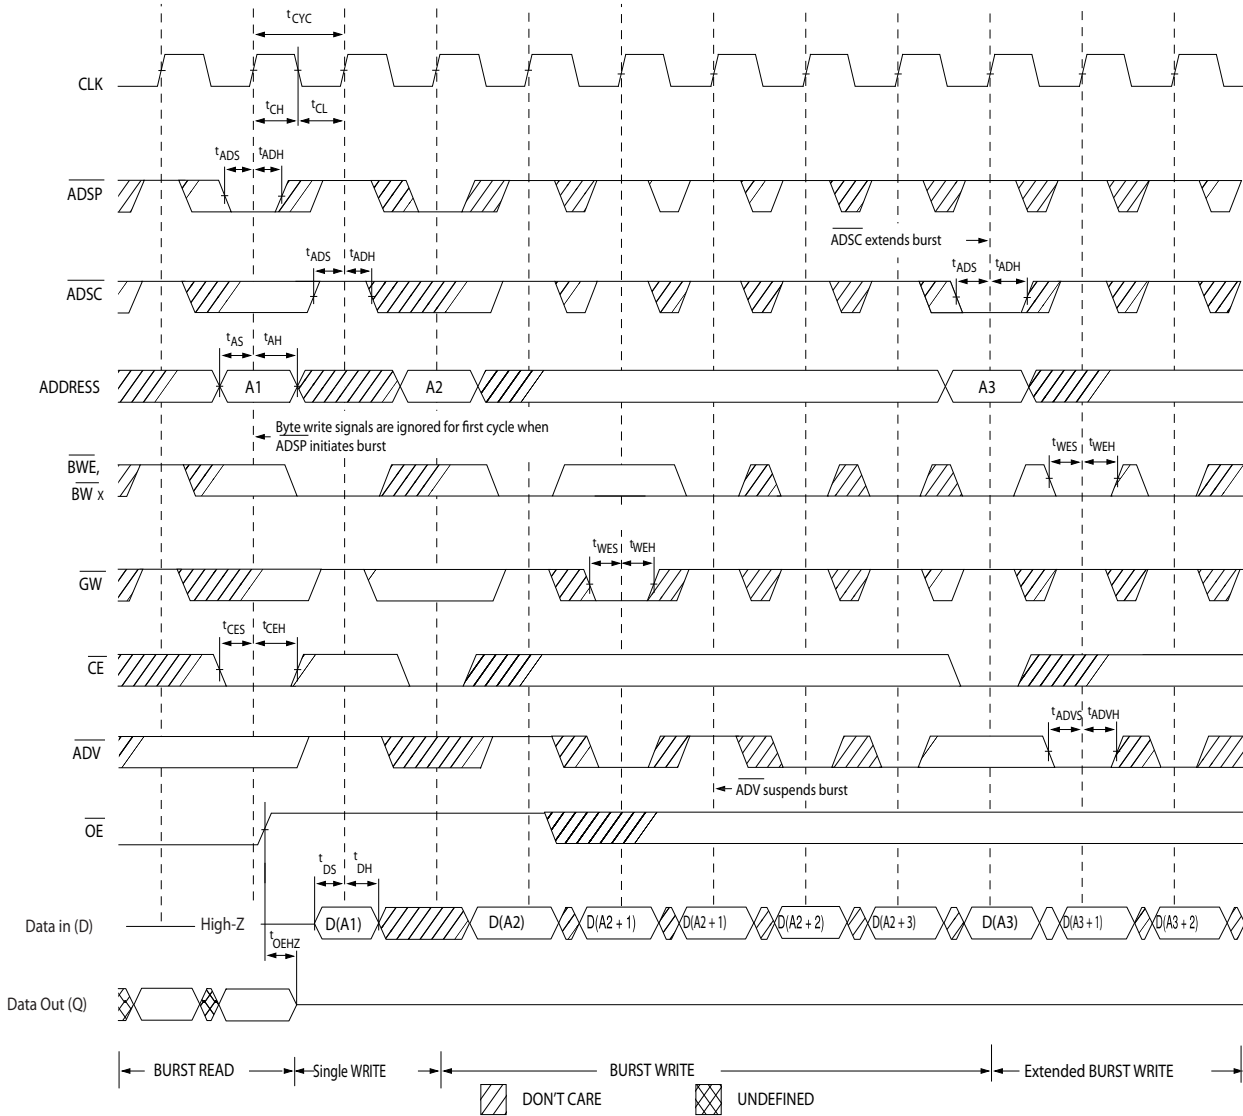 tCYC
CLK
tCH
tCL
tADS
tADH
ADSP
ADSC extends burst
tADS
tADH
tADS
tADH
ADSC
tAS
tAH
ADDRESS
A1
A2
A3
Byte write signals are ignored for first cycle when
ADSP initiates burst
tWES
tWEH
BWE,
BW x
tWES
tWEH
GW
tCES
tCEH
CE
tADVS
tADVH
ADV
ADV suspends burst
OE
tDS
tDH
Data in (D)
High-Z
D(A1)
D(A2)
D(A2 + 1)
D(A2 + 1)
D(A2 + 2)
D(A2 + 3)
D(A3)
D(A3 + 1)
D(A3 + 2)
tOEHZ
Data Out (Q)
BURST READ
Single WRITE
BURST WRITE
Extended BURST WRITE
DON'T CARE
UNDEFINED